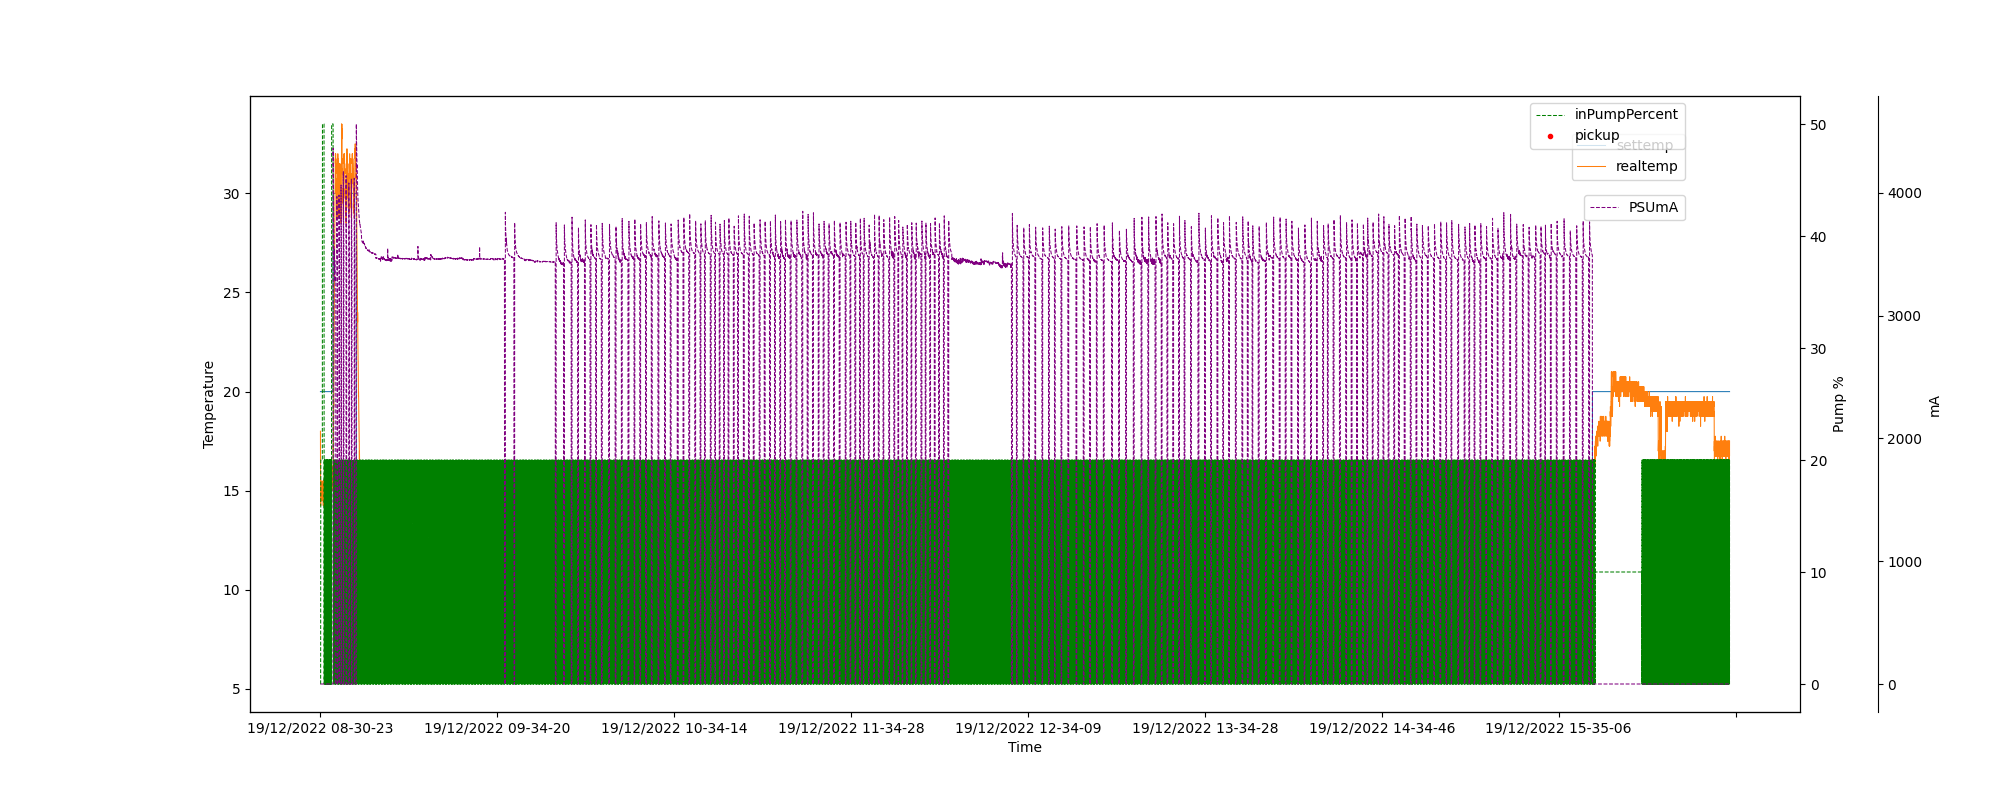 inPumpPercent
pickup
settemp
realtemp
PSUmA
30
25
20
15
10
5
Temperature
50
40
30
20
10
0
Pump %
4000
3000
2000
1000
0
mA
19/12/2022 08-30-23
19/12/2022 09-34-20
19/12/2022 10-34-14
19/12/2022 11-34-28
19/12/2022 12-34-09
19/12/2022 13-34-28
19/12/2022 14-34-46
19/12/2022 15-35-06
Time